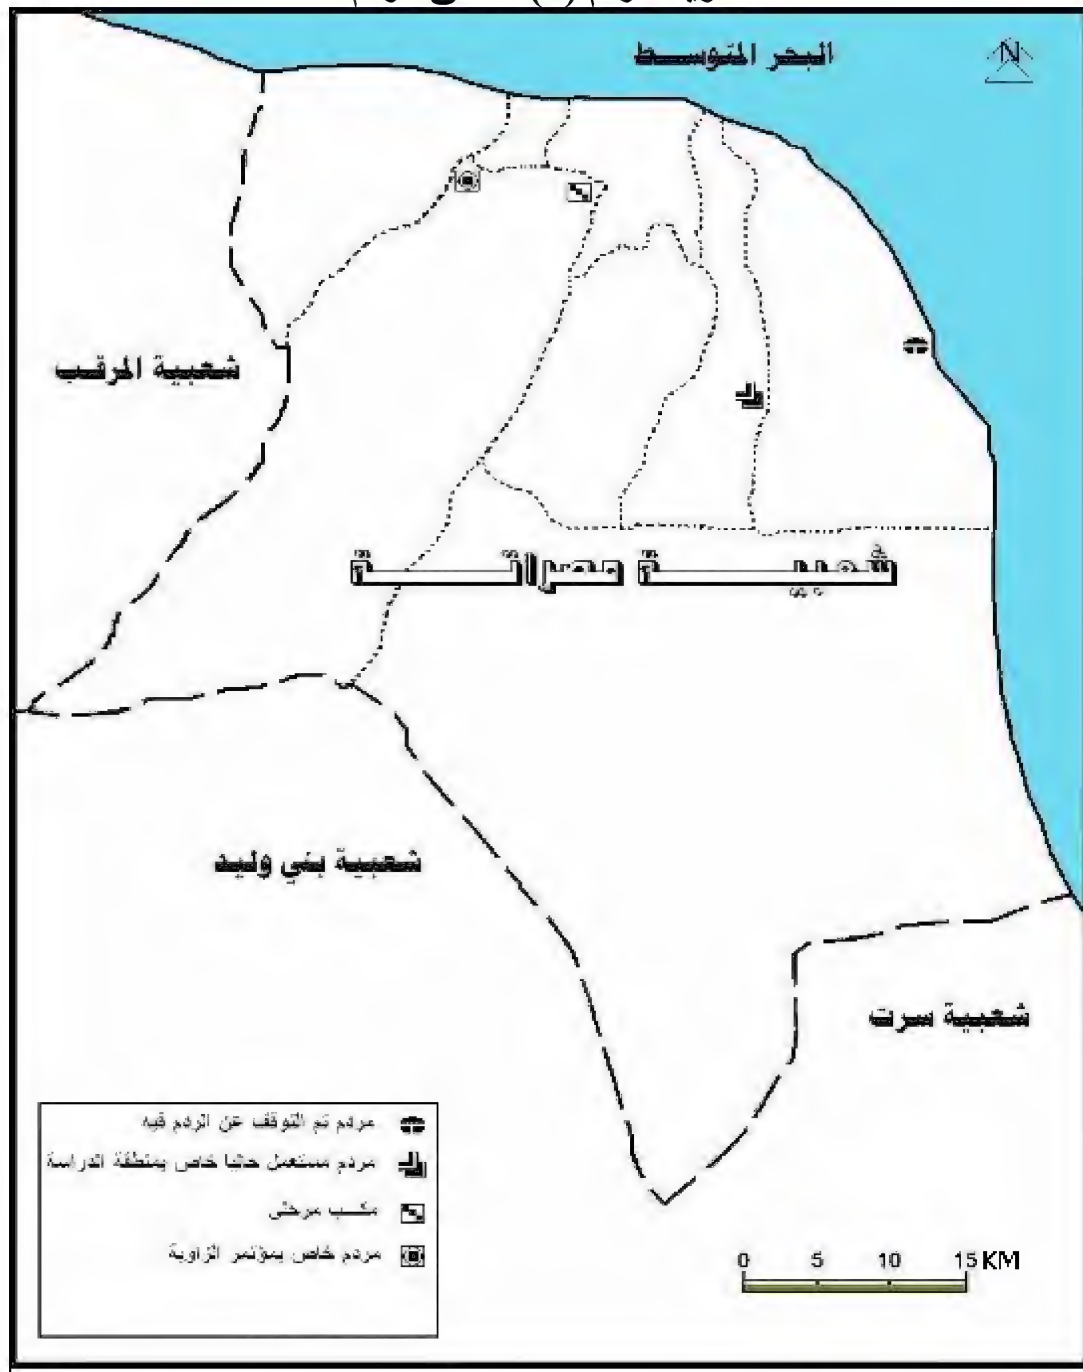 البحر المتوسط
N
شعبية المرقب
شعبية مصراتة
شعبية بني وليد
شعبية سرت
مردم تم التوقف عن الردم فيه
مردم مستعمل حاليا خاص بمنطقة الدراسة
مكب مرحلي
مردم خاص بمؤتمر الزاوية
0 5 10 15 KM